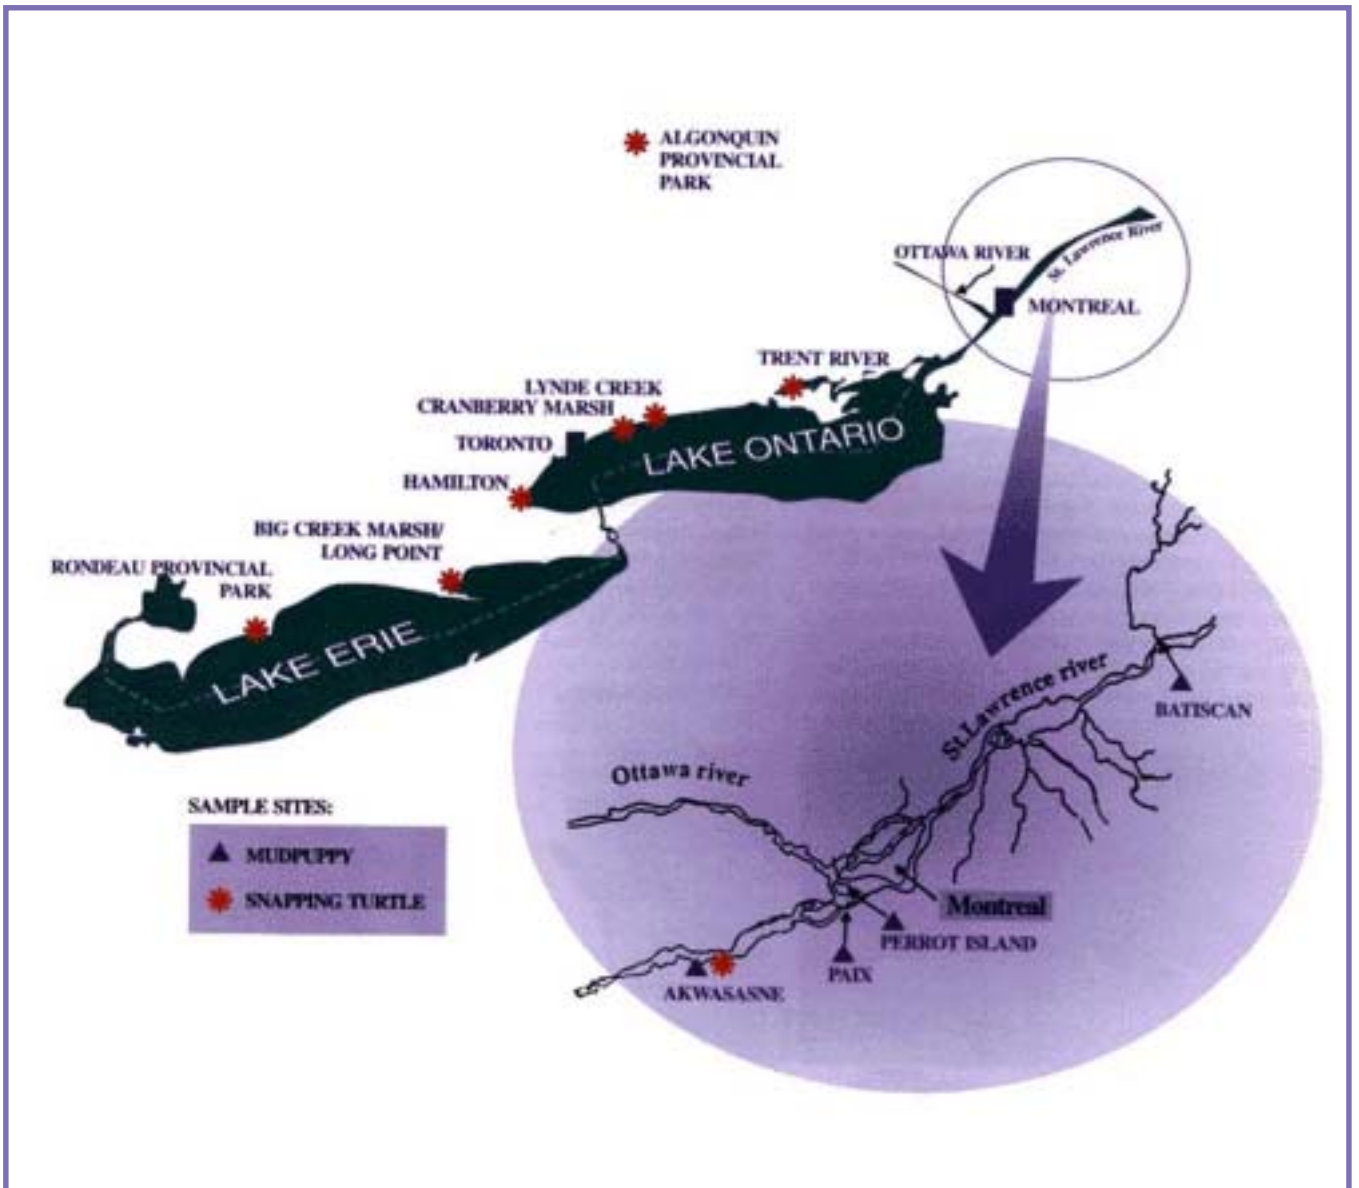 ALGONQUIN
PROVINCIAL
PARK
OTTAWA RIVER
St. Lawrence River
MONTREAL
TRENT RIVER
LYNDE CREEK
CRANBERRY MARSH
TORONTO
LAKE ONTARIO
HAMILTON
BIG CREEK MARSH/
LONG POINT
RONDEAU PROVINCIAL
PARK
LAKE ERIE
St.Lawrence river
BATISCAN
Ottawa river
SAMPLE SITES:
MUDPUPPY
SNAPPING TURTLE
Montreal
PERROT ISLAND
PAIX
AKWASASNE